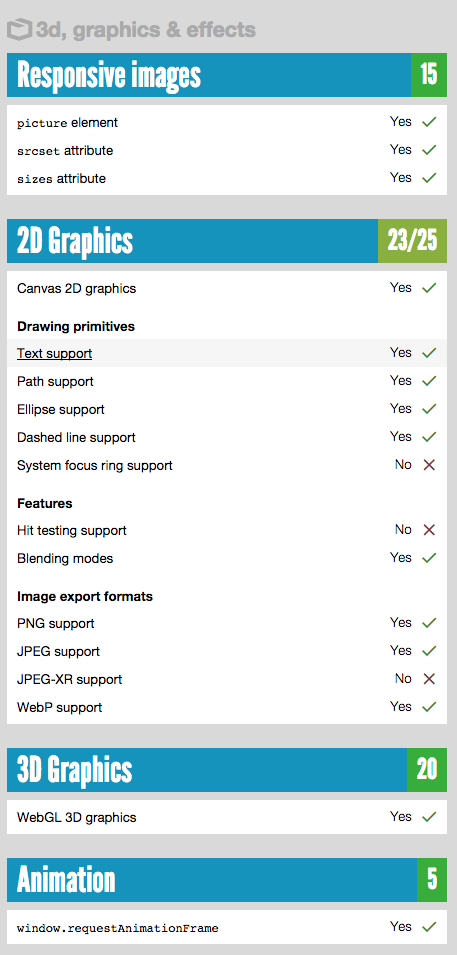 3d, graphics & effects
Responsive images 15
picture element Yes
srcset attribute Yes
sizes attribute Yes
2D Graphics 23/25
Canvas 2D graphics Yes
Drawing primitives
Text support Yes
Path support Yes
Ellipse support Yes
Dashed line support Yes
System focus ring support No
Features
Hit testing support No
Blending modes Yes
Image export formats
PNG support Yes
JPEG support Yes
JPEG-XR support No
WebP support Yes
3D Graphics 20
WebGL 3D graphics Yes
Animation 5
window.requestAnimationFrame Yes